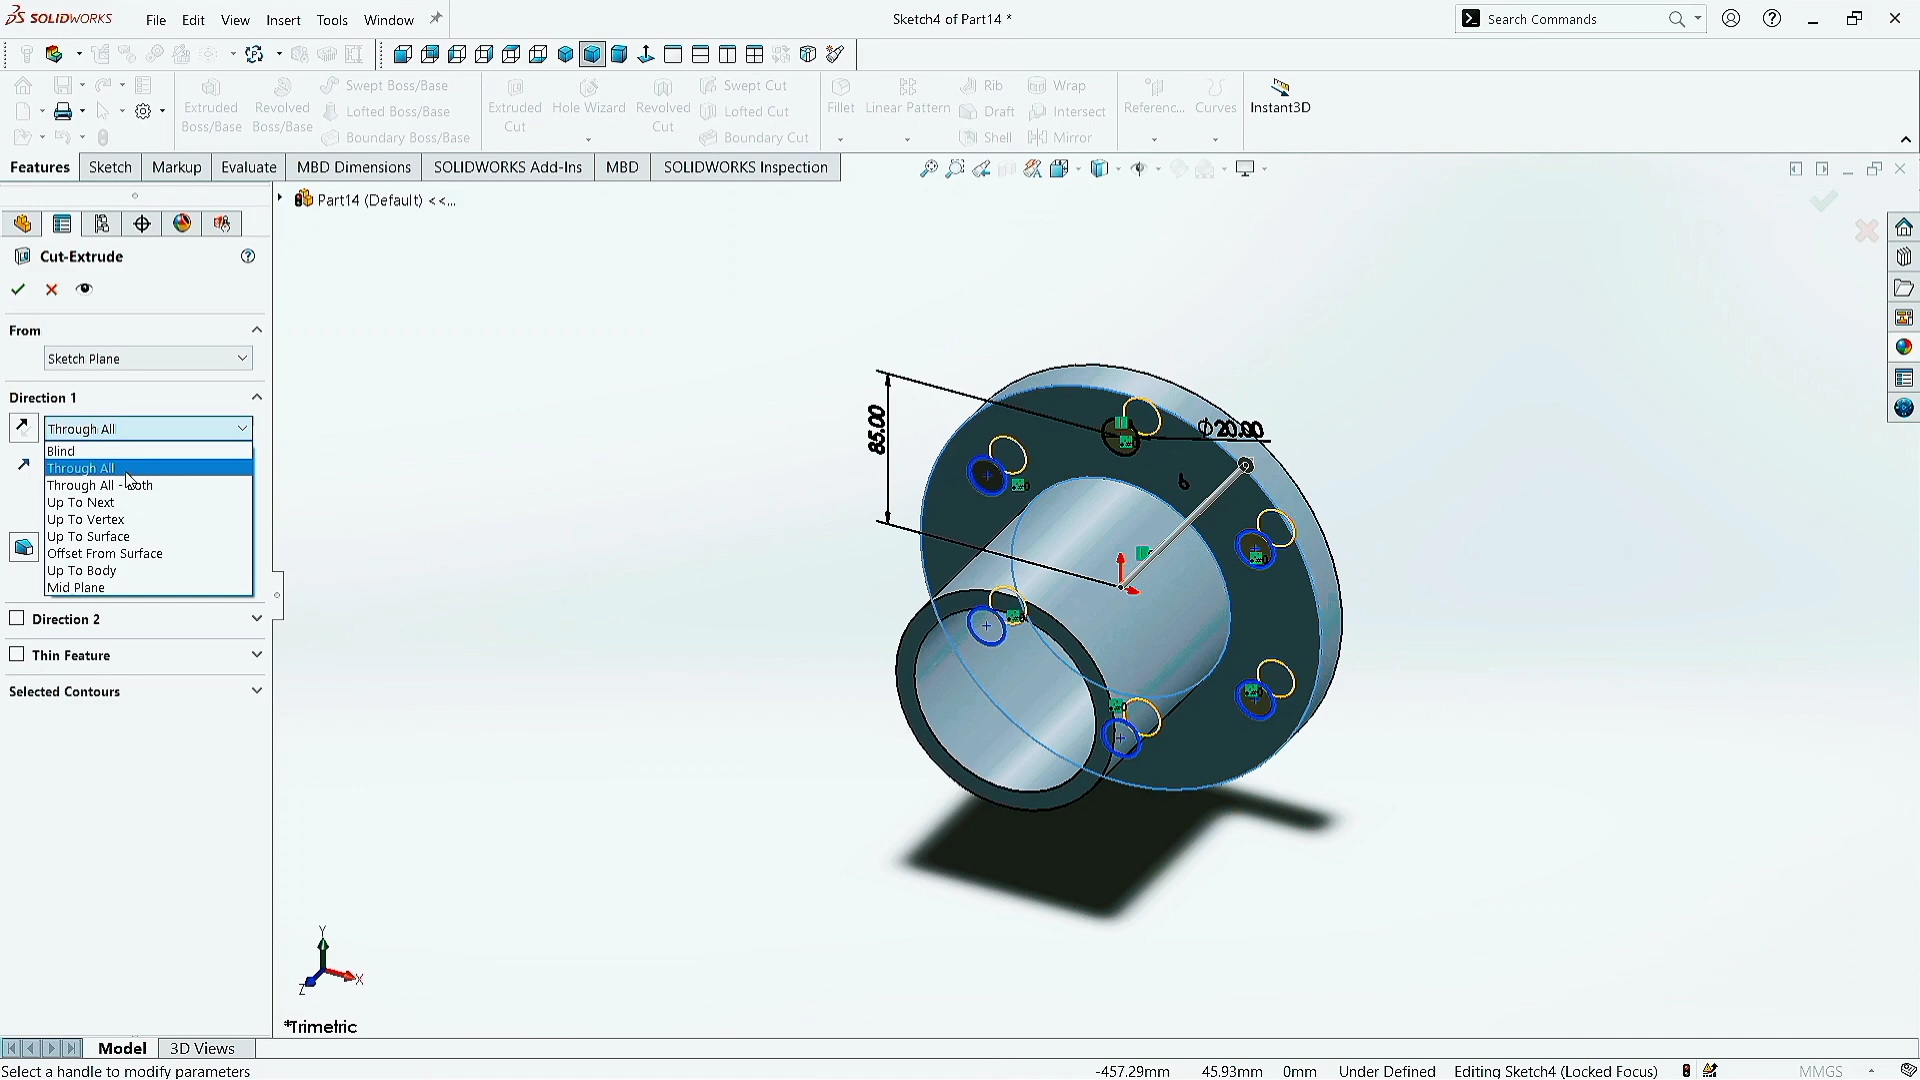 SOLIDWORKS File Edit View Insert Tools Window
Sketch4 of Part14 *
Search Commands
Extruded Boss/Base
Revolved Boss/Base
Swept Boss/Base
Lofted Boss/Base
Boundary Boss/Base
Extruded Cut
Hole Wizard
Revolved Cut
Swept Cut
Lofted Cut
Boundary Cut
Fillet
Linear Pattern
Rib
Draft
Shell
Wrap
Intersect
Mirror
Referenc...
Curves
Instant3D
Features Sketch Markup Evaluate MBD Dimensions SOLIDWORKS Add-Ins MBD SOLIDWORKS Inspection
Part14 (Default) <<...
Cut-Extrude
From
Sketch Plane
Direction 1
Through All
Blind
Through All
Up To Next
Up To Vertex
Up To Surface
Offset From Surface
Up To Body
Mid Plane
Direction 2
Thin Feature
Selected Contours
85.00
∅20.00
6
Y
X
Z
*Trimetric
Model 3D Views
Select a handle to modify parameters
-457.29mm 45.93mm 0mm Under Defined Editing Sketch4 (Locked Focus) MMGS